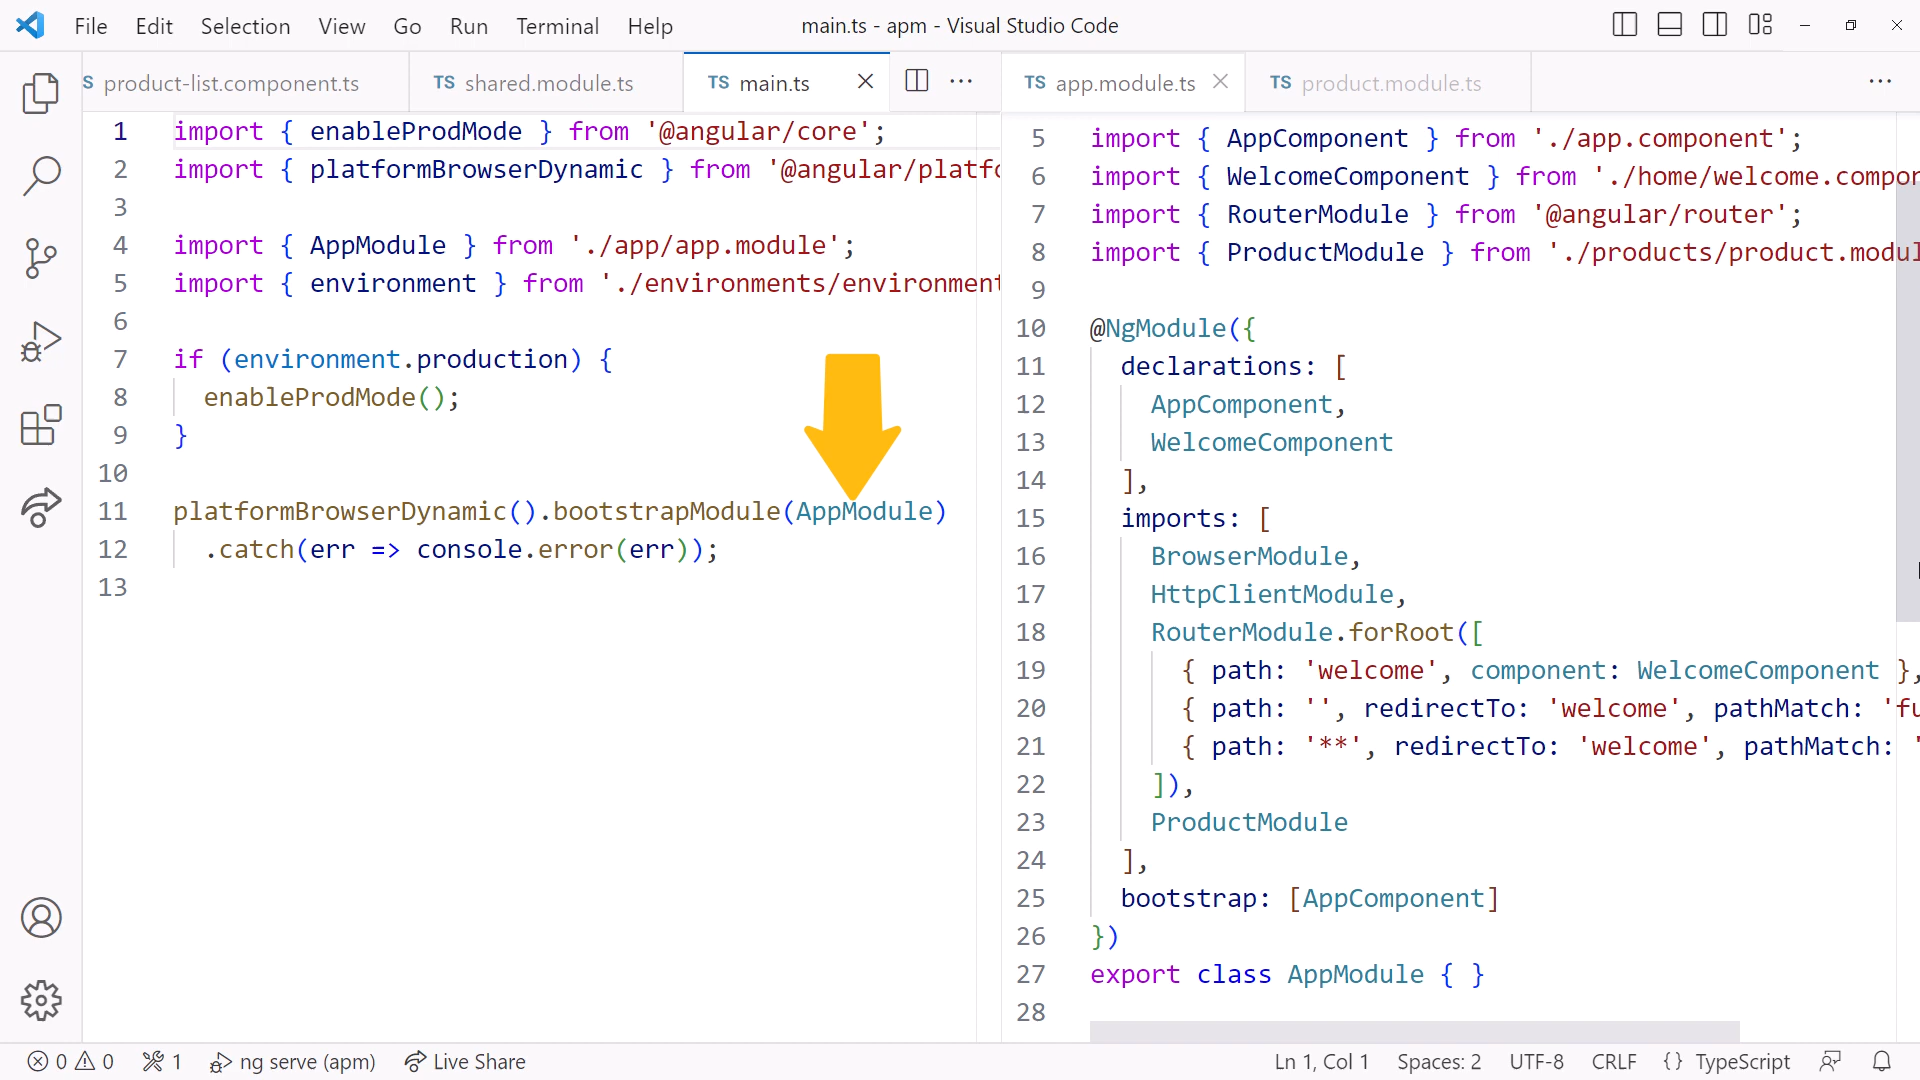 File Edit Selection View Go Run Terminal Help main.ts - apm - Visual Studio Code
S product-list.component.ts TS shared.module.ts TS main.ts
1 import { enableProdMode } from '@angular/core';
2 import { platformBrowserDynamic } from '@angular/platfo
3
4 import { AppModule } from './app/app.module';
5 import { environment } from './environments/environment
6
7 if (environment.production) {
8 enableProdMode();
9 }
10
11 platformBrowserDynamic().bootstrapModule(AppModule)
12 .catch(err => console.error(err));
13
TS app.module.ts TS product.module.ts
5 import { AppComponent } from './app.component';
6 import { WelcomeComponent } from './home/welcome.compon
7 import { RouterModule } from '@angular/router';
8 import { ProductModule } from './products/product.modul
9
10 @NgModule({
11 declarations: [
12 AppComponent,
13 WelcomeComponent
14 ],
15 imports: [
16 BrowserModule,
17 HttpClientModule,
18 RouterModule.forRoot([
19 { path: 'welcome', component: WelcomeComponent },
20 { path: '', redirectTo: 'welcome', pathMatch: 'fu
21 { path: '**', redirectTo: 'welcome', pathMatch: '
22 ]),
23 ProductModule
24 ],
25 bootstrap: [AppComponent]
26 })
27 export class AppModule { }
28
0 0 1 ng serve (apm) Live Share Ln 1, Col 1 Spaces: 2 UTF-8 CRLF {} TypeScript